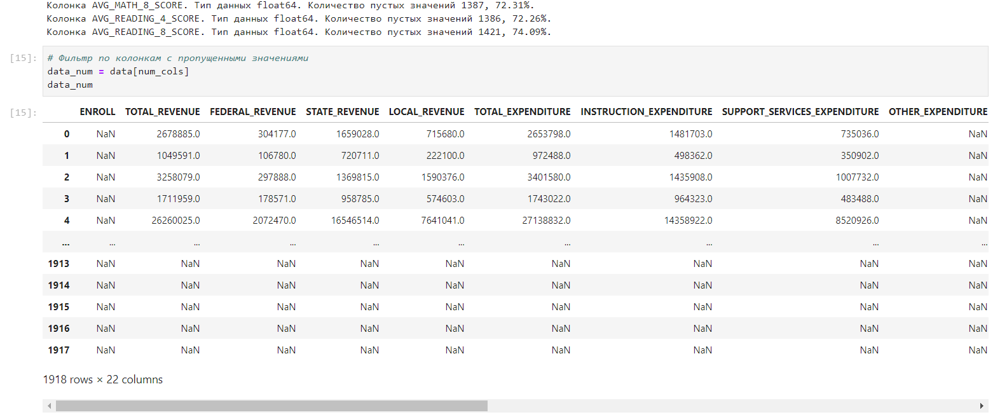 Колонка AVG_MATH_8_SCORE. Тип данных float64. Количество пустых значений 1387, 72.31%.
Колонка AVG_READING_4_SCORE. Тип данных float64. Количество пустых значений 1386, 72.26%.
Колонка AVG_READING_8_SCORE. Тип данных float64. Количество пустых значений 1421, 74.09%.
[15]: # Фильтр по колонкам с пропущенными значениями
data_num = data[num_cols]
data_num
[15]: ENROLL TOTAL_REVENUE FEDERAL_REVENUE STATE_REVENUE LOCAL_REVENUE TOTAL_EXPENDITURE INSTRUCTION_EXPENDITURE SUPPORT_SERVICES_EXPENDITURE OTHER_EXPENDITURE
0 NaN 2678885.0 304177.0 1659028.0 715680.0 2653798.0 1481703.0 735036.0 NaN
1 NaN 1049591.0 106780.0 720711.0 222100.0 972488.0 498362.0 350902.0 NaN
2 NaN 3258079.0 297888.0 1369815.0 1590376.0 3401580.0 1435908.0 1007732.0 NaN
3 NaN 1711959.0 178571.0 958785.0 574603.0 1743022.0 964323.0 483488.0 NaN
4 NaN 26260025.0 2072470.0 16546514.0 7641041.0 27138832.0 14358922.0 8520926.0 NaN
... ... ... ... ... ... ... ... ... ...
1913 NaN NaN NaN NaN NaN NaN NaN NaN NaN
1914 NaN NaN NaN NaN NaN NaN NaN NaN NaN
1915 NaN NaN NaN NaN NaN NaN NaN NaN NaN
1916 NaN NaN NaN NaN NaN NaN NaN NaN NaN
1917 NaN NaN NaN NaN NaN NaN NaN NaN NaN
1918 rows × 22 columns